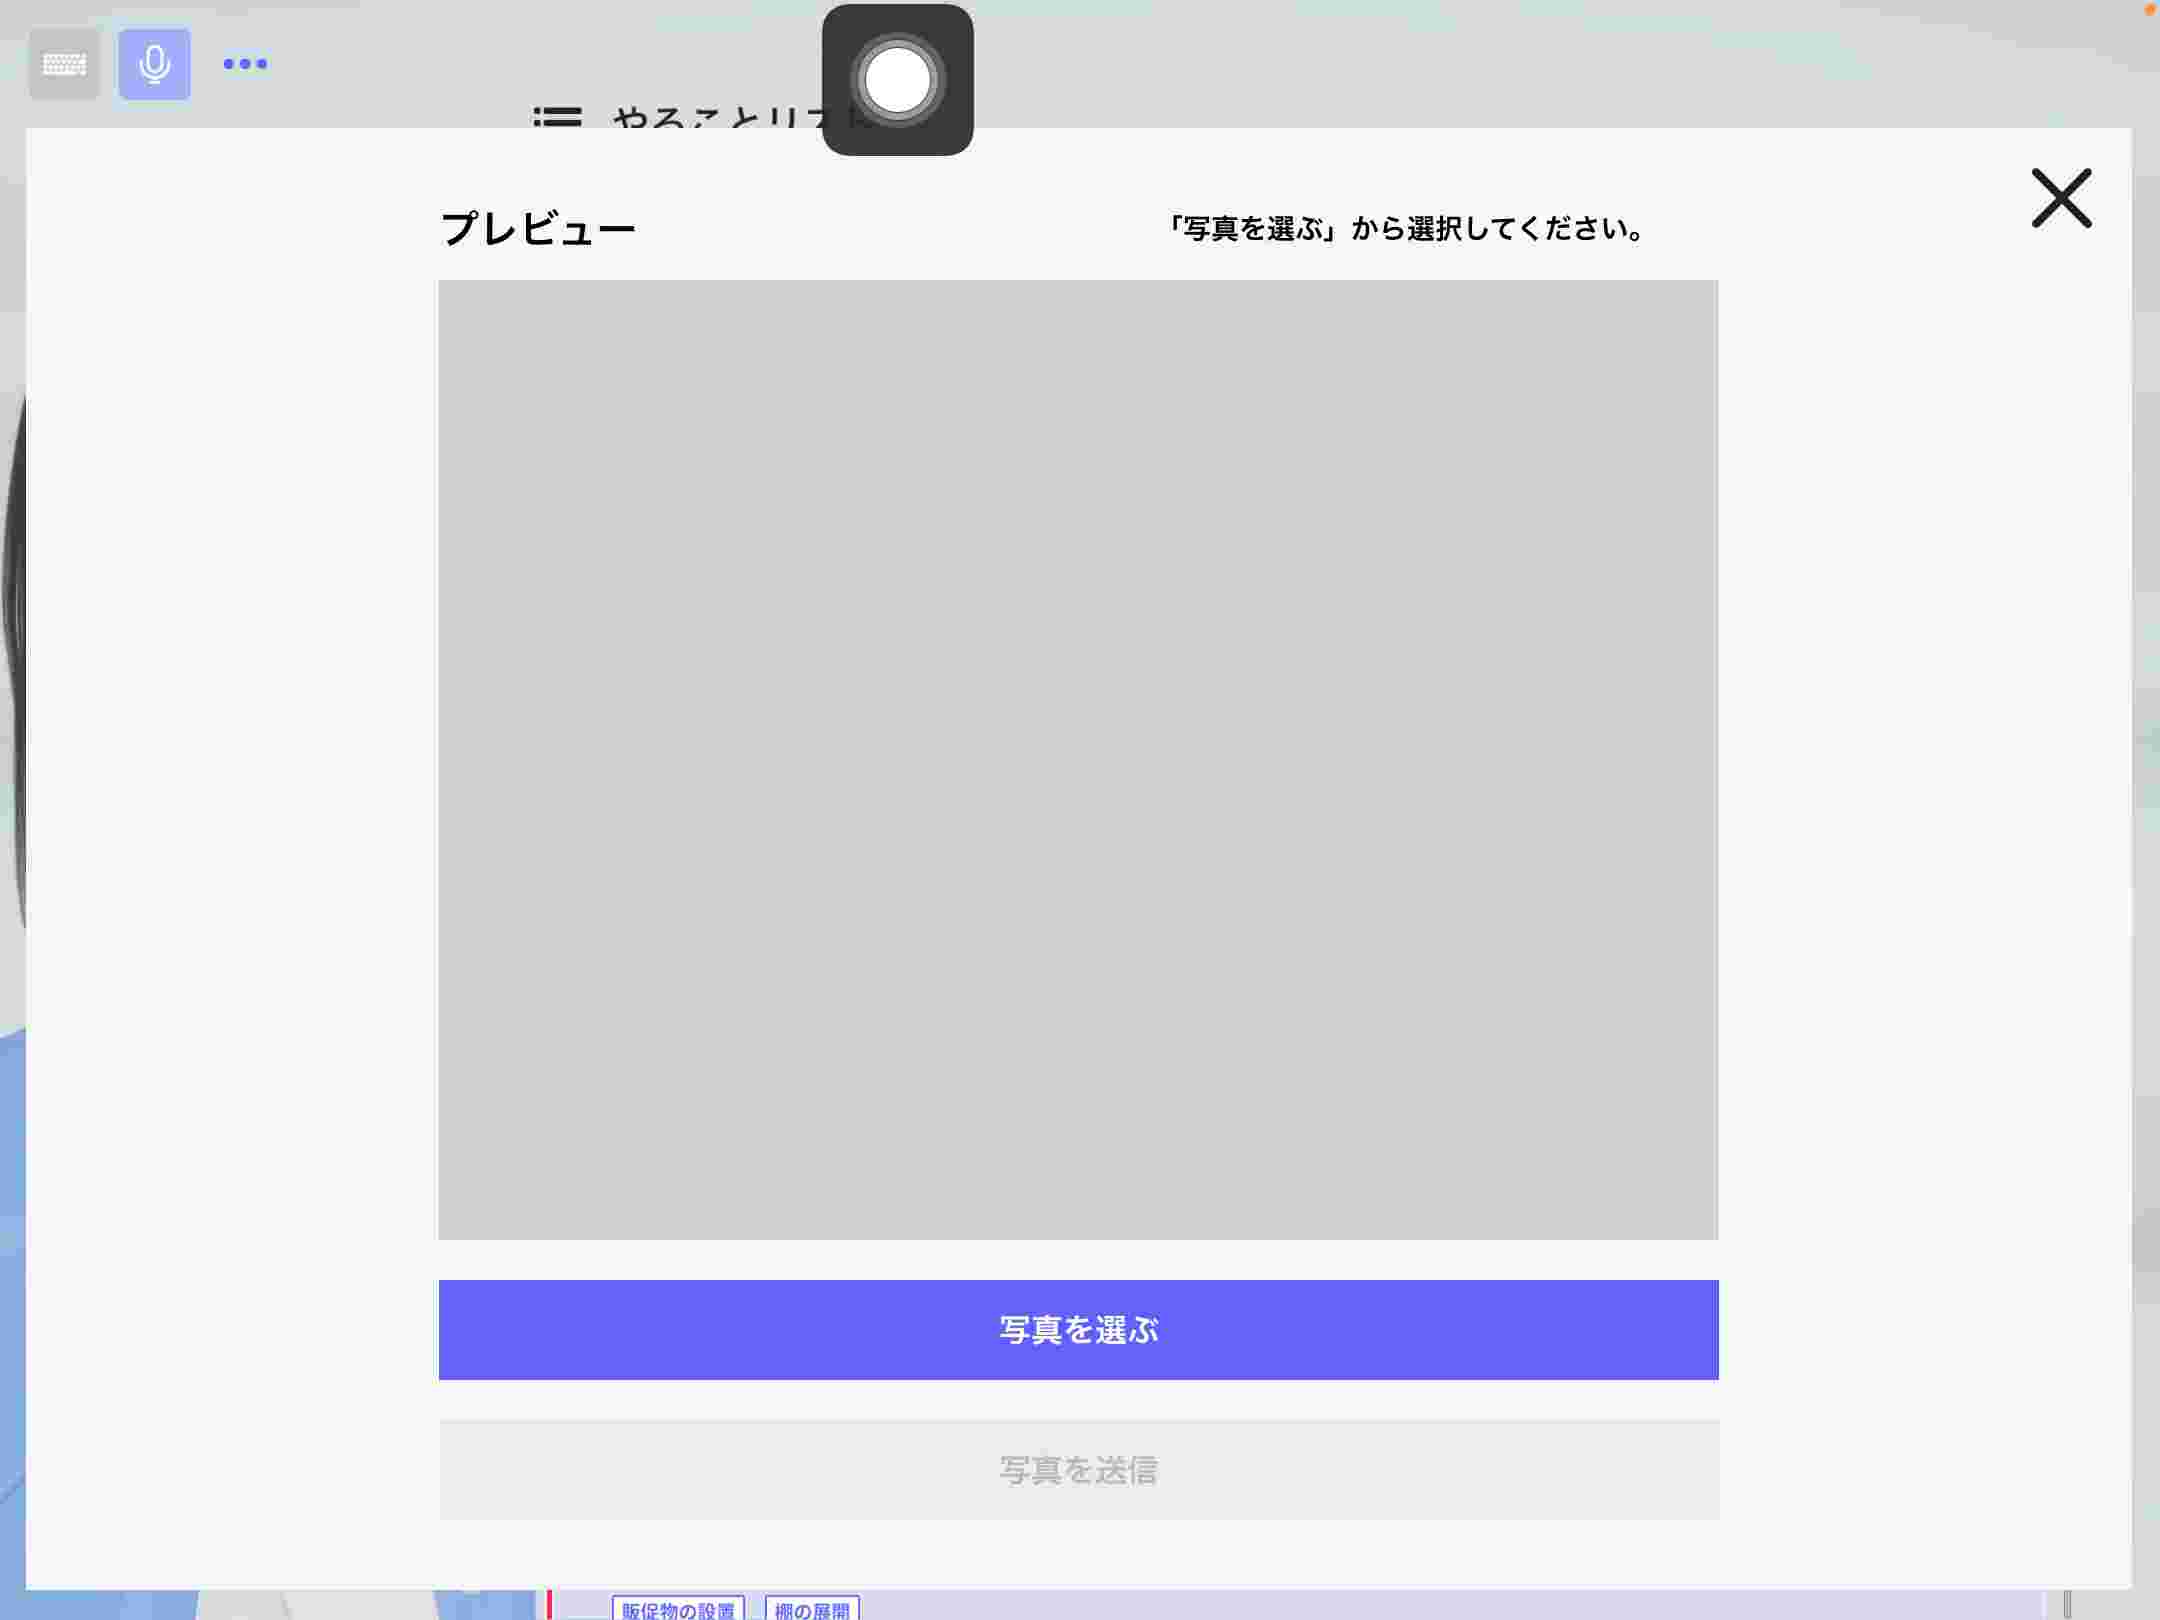 やることリスト
プレビュー
「写真を選ぶ」から選択してください。
写真を選ぶ
写真を送信
販促物の設置
棚の展開